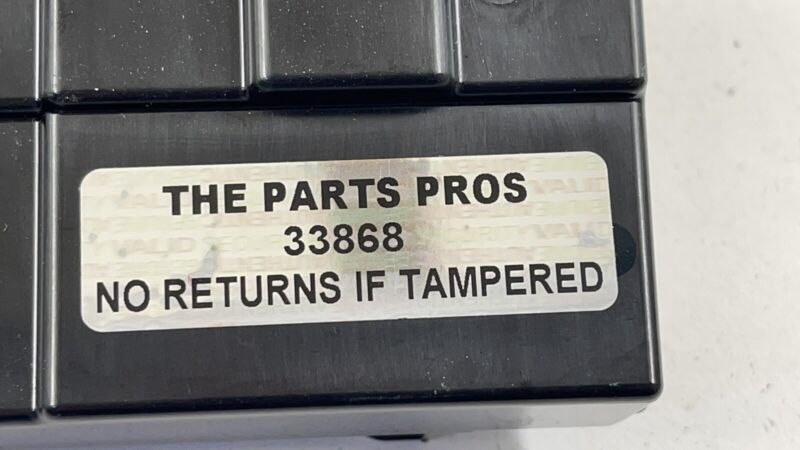 THE PARTS PROS
33868
NO RETURNS IF TAMPERED